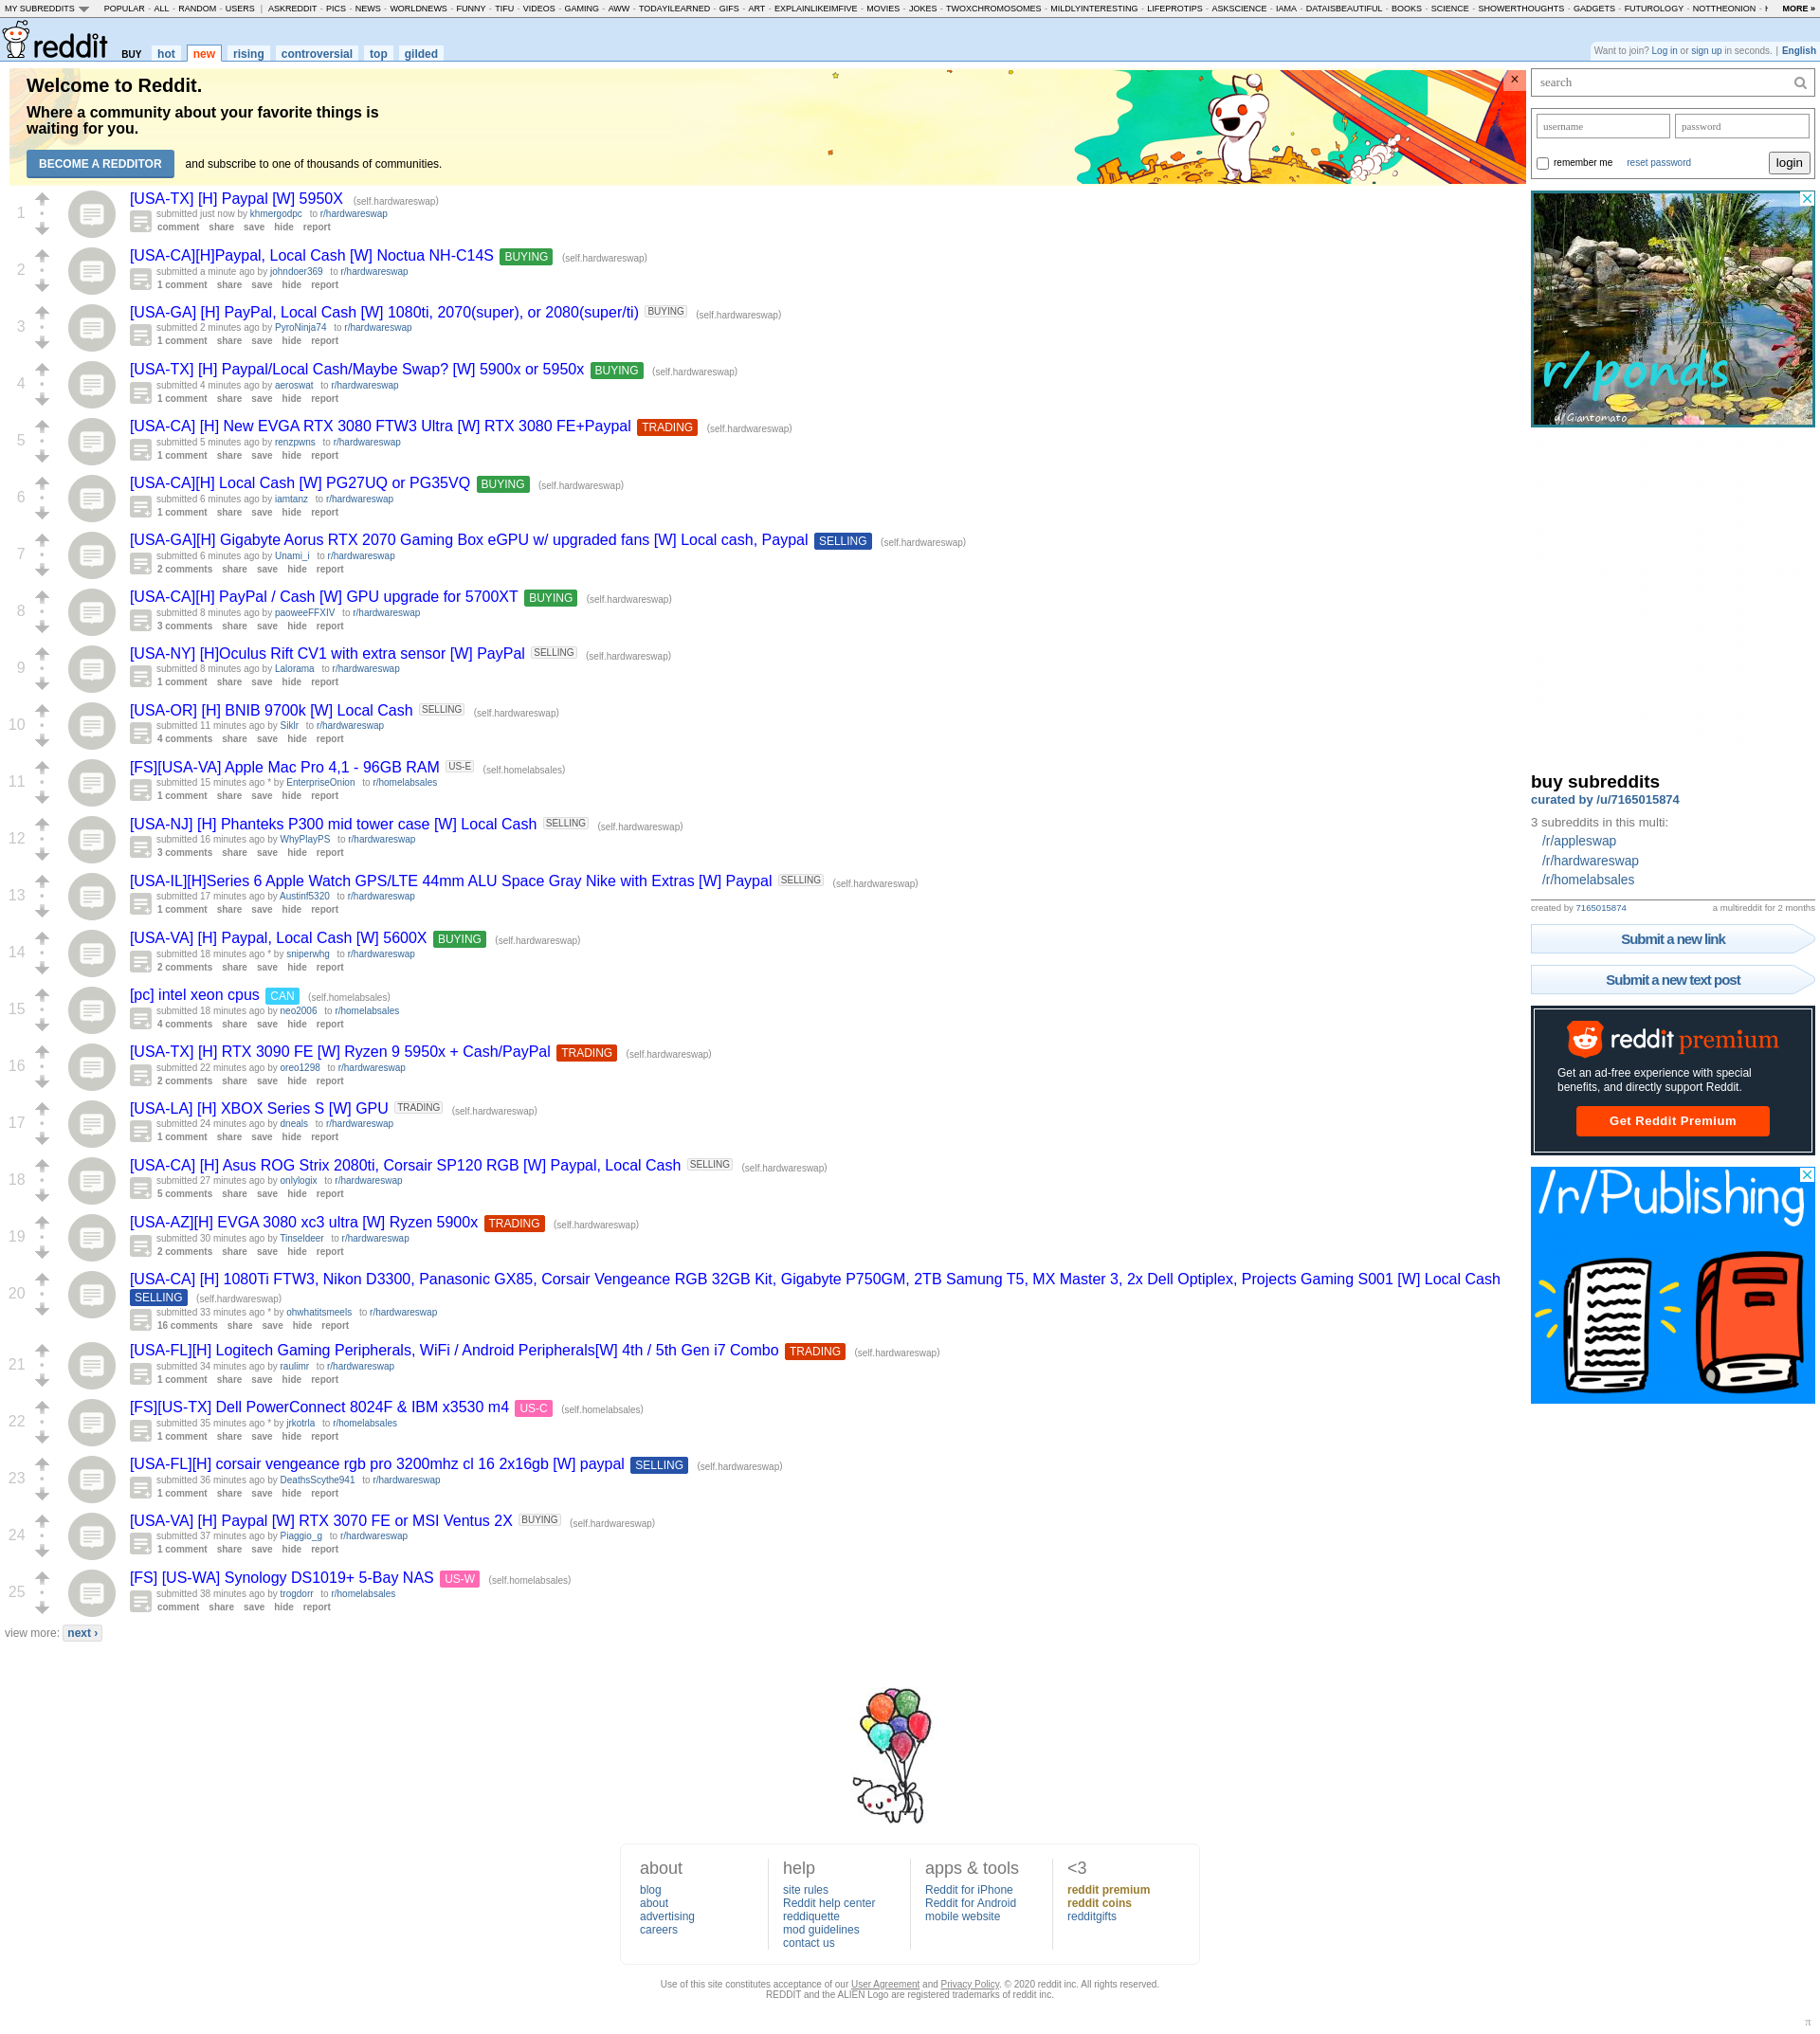 MY SUBREDDITS POPULAR - ALL - RANDOM - USERS | ASKREDDIT - PICS - NEWS - WORLDNEWS - FUNNY - TIFU - VIDEOS - GAMING - AWW - TODAYILEARNED - GIFS - ART - EXPLAINLIKEIMFIVE - MOVIES - JOKES - TWOXCHROMOSOMES - MILDLYINTERESTING - LIFEPROTIPS - ASKSCIENCE - IAMA - DATAISBEAUTIFUL - BOOKS - SCIENCE - SHOWERTHOUGHTS - GADGETS - FUTUROLOGY - NOTTHEONION - MORE »
reddit BUY hot new rising controversial top gilded
Want to join? Log in or sign up in seconds. | English
Welcome to Reddit.
Where a community about your favorite things is
waiting for you.
BECOME A REDDITOR and subscribe to one of thousands of communities.
1
[USA-TX] [H] Paypal [W] 5950X (self.hardwareswap)
submitted just now by khmergodpc to r/hardwareswap
comment share save hide report
2
[USA-CA][H]Paypal, Local Cash [W] Noctua NH-C14S BUYING (self.hardwareswap)
submitted a minute ago by johndoer369 to r/hardwareswap
1 comment share save hide report
3
[USA-GA] [H] PayPal, Local Cash [W] 1080ti, 2070(super), or 2080(super/ti) BUYING (self.hardwareswap)
submitted 2 minutes ago by PyroNinja74 to r/hardwareswap
1 comment share save hide report
4
[USA-TX] [H] Paypal/Local Cash/Maybe Swap? [W] 5900x or 5950x BUYING (self.hardwareswap)
submitted 4 minutes ago by aeroswat to r/hardwareswap
1 comment share save hide report
5
[USA-CA] [H] New EVGA RTX 3080 FTW3 Ultra [W] RTX 3080 FE+Paypal TRADING (self.hardwareswap)
submitted 5 minutes ago by renzpwns to r/hardwareswap
1 comment share save hide report
6
[USA-CA][H] Local Cash [W] PG27UQ or PG35VQ BUYING (self.hardwareswap)
submitted 6 minutes ago by iamtanz to r/hardwareswap
1 comment share save hide report
7
[USA-GA][H] Gigabyte Aorus RTX 2070 Gaming Box eGPU w/ upgraded fans [W] Local cash, Paypal SELLING (self.hardwareswap)
submitted 6 minutes ago by Unami_i to r/hardwareswap
2 comments share save hide report
8
[USA-CA][H] PayPal / Cash [W] GPU upgrade for 5700XT BUYING (self.hardwareswap)
submitted 8 minutes ago by paoweeFFXIV to r/hardwareswap
3 comments share save hide report
9
[USA-NY] [H]Oculus Rift CV1 with extra sensor [W] PayPal SELLING (self.hardwareswap)
submitted 8 minutes ago by Lalorama to r/hardwareswap
1 comment share save hide report
10
[USA-OR] [H] BNIB 9700k [W] Local Cash SELLING (self.hardwareswap)
submitted 11 minutes ago by Siklr to r/hardwareswap
4 comments share save hide report
11
[FS][USA-VA] Apple Mac Pro 4,1 - 96GB RAM US-E (self.homelabsales)
submitted 15 minutes ago * by EnterpriseOnion to r/homelabsales
1 comment share save hide report
12
[USA-NJ] [H] Phanteks P300 mid tower case [W] Local Cash SELLING (self.hardwareswap)
submitted 16 minutes ago by WhyPlayPS to r/hardwareswap
3 comments share save hide report
13
[USA-IL][H]Series 6 Apple Watch GPS/LTE 44mm ALU Space Gray Nike with Extras [W] Paypal SELLING (self.hardwareswap)
submitted 17 minutes ago by Austinf5320 to r/hardwareswap
1 comment share save hide report
14
[USA-VA] [H] Paypal, Local Cash [W] 5600X BUYING (self.hardwareswap)
submitted 18 minutes ago * by sniperwhg to r/hardwareswap
2 comments share save hide report
15
[pc] intel xeon cpus CAN (self.homelabsales)
submitted 18 minutes ago by neo2006 to r/homelabsales
4 comments share save hide report
16
[USA-TX] [H] RTX 3090 FE [W] Ryzen 9 5950x + Cash/PayPal TRADING (self.hardwareswap)
submitted 22 minutes ago by oreo1298 to r/hardwareswap
2 comments share save hide report
17
[USA-LA] [H] XBOX Series S [W] GPU TRADING (self.hardwareswap)
submitted 24 minutes ago by dneals to r/hardwareswap
1 comment share save hide report
18
[USA-CA] [H] Asus ROG Strix 2080ti, Corsair SP120 RGB [W] Paypal, Local Cash SELLING (self.hardwareswap)
submitted 27 minutes ago by onlylogix to r/hardwareswap
5 comments share save hide report
19
[USA-AZ][H] EVGA 3080 xc3 ultra [W] Ryzen 5900x TRADING (self.hardwareswap)
submitted 30 minutes ago by Tinseldeer to r/hardwareswap
2 comments share save hide report
20
[USA-CA] [H] 1080Ti FTW3, Nikon D3300, Panasonic GX85, Corsair Vengeance RGB 32GB Kit, Gigabyte P750GM, 2TB Samung T5, MX Master 3, 2x Dell Optiplex, Projects Gaming S001 [W] Local Cash
SELLING (self.hardwareswap)
submitted 33 minutes ago * by ohwhatitsmeels to r/hardwareswap
16 comments share save hide report
21
[USA-FL][H] Logitech Gaming Peripherals, WiFi / Android Peripherals[W] 4th / 5th Gen i7 Combo TRADING (self.hardwareswap)
submitted 34 minutes ago by raulimr to r/hardwareswap
1 comment share save hide report
22
[FS][US-TX] Dell PowerConnect 8024F & IBM x3530 m4 US-C (self.homelabsales)
submitted 35 minutes ago * by jrkotrla to r/homelabsales
1 comment share save hide report
23
[USA-FL][H] corsair vengeance rgb pro 3200mhz cl 16 2x16gb [W] paypal SELLING (self.hardwareswap)
submitted 36 minutes ago by DeathsScythe941 to r/hardwareswap
1 comment share save hide report
24
[USA-VA] [H] Paypal [W] RTX 3070 FE or MSI Ventus 2X BUYING (self.hardwareswap)
submitted 37 minutes ago by Piaggio_g to r/hardwareswap
1 comment share save hide report
25
[FS] [US-WA] Synology DS1019+ 5-Bay NAS US-W (self.homelabsales)
submitted 38 minutes ago by trogdorr to r/homelabsales
comment share save hide report
view more: next ›
search
username password
remember me reset password login
r/ponds
u/Giantomato
buy subreddits
curated by /u/7165015874
3 subreddits in this multi:
/r/appleswap
/r/hardwareswap
/r/homelabsales
created by 7165015874 a multireddit for 2 months
Submit a new link
Submit a new text post
reddit premium
Get an ad-free experience with special
benefits, and directly support Reddit.
Get Reddit Premium
/r/Publishing
about
blog
about
advertising
careers
help
site rules
Reddit help center
reddiquette
mod guidelines
contact us
apps & tools
Reddit for iPhone
Reddit for Android
mobile website
<3
reddit premium
reddit coins
redditgifts
Use of this site constitutes acceptance of our User Agreement and Privacy Policy. © 2020 reddit inc. All rights reserved.
REDDIT and the ALIEN Logo are registered trademarks of reddit inc.
π